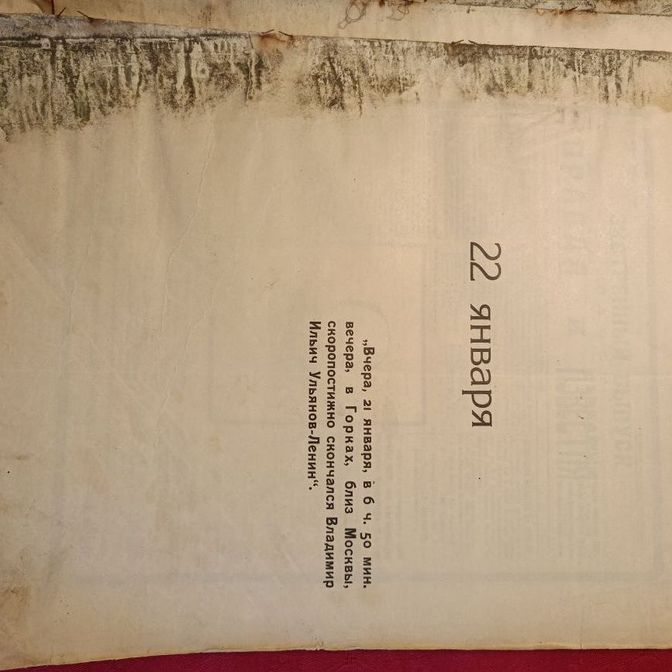 22 января
„Вчера, 21 января, в 6 ч. 50 мин.
вечера, в Горках, близ Москвы,
скоропостижно скончался Владимир
Ильич Ульянов-Ленин“.